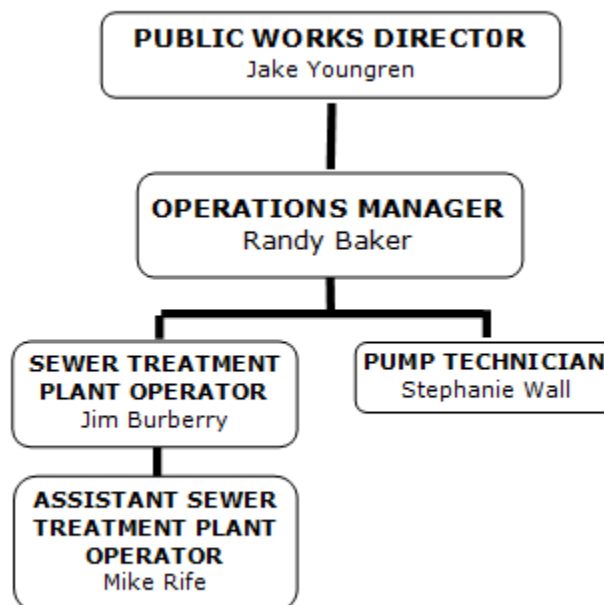 PUBLIC WORKS DIRECT0R
Jake Youngren
OPERATIONS MANAGER
Randy Baker
SEWER TREATMENT
PLANT OPERATOR
Jim Burberry
PUMP TECHNICIAN
Stephanie Wall
ASSISTANT SEWER
TREATMENT PLANT
OPERATOR
Mike Rife